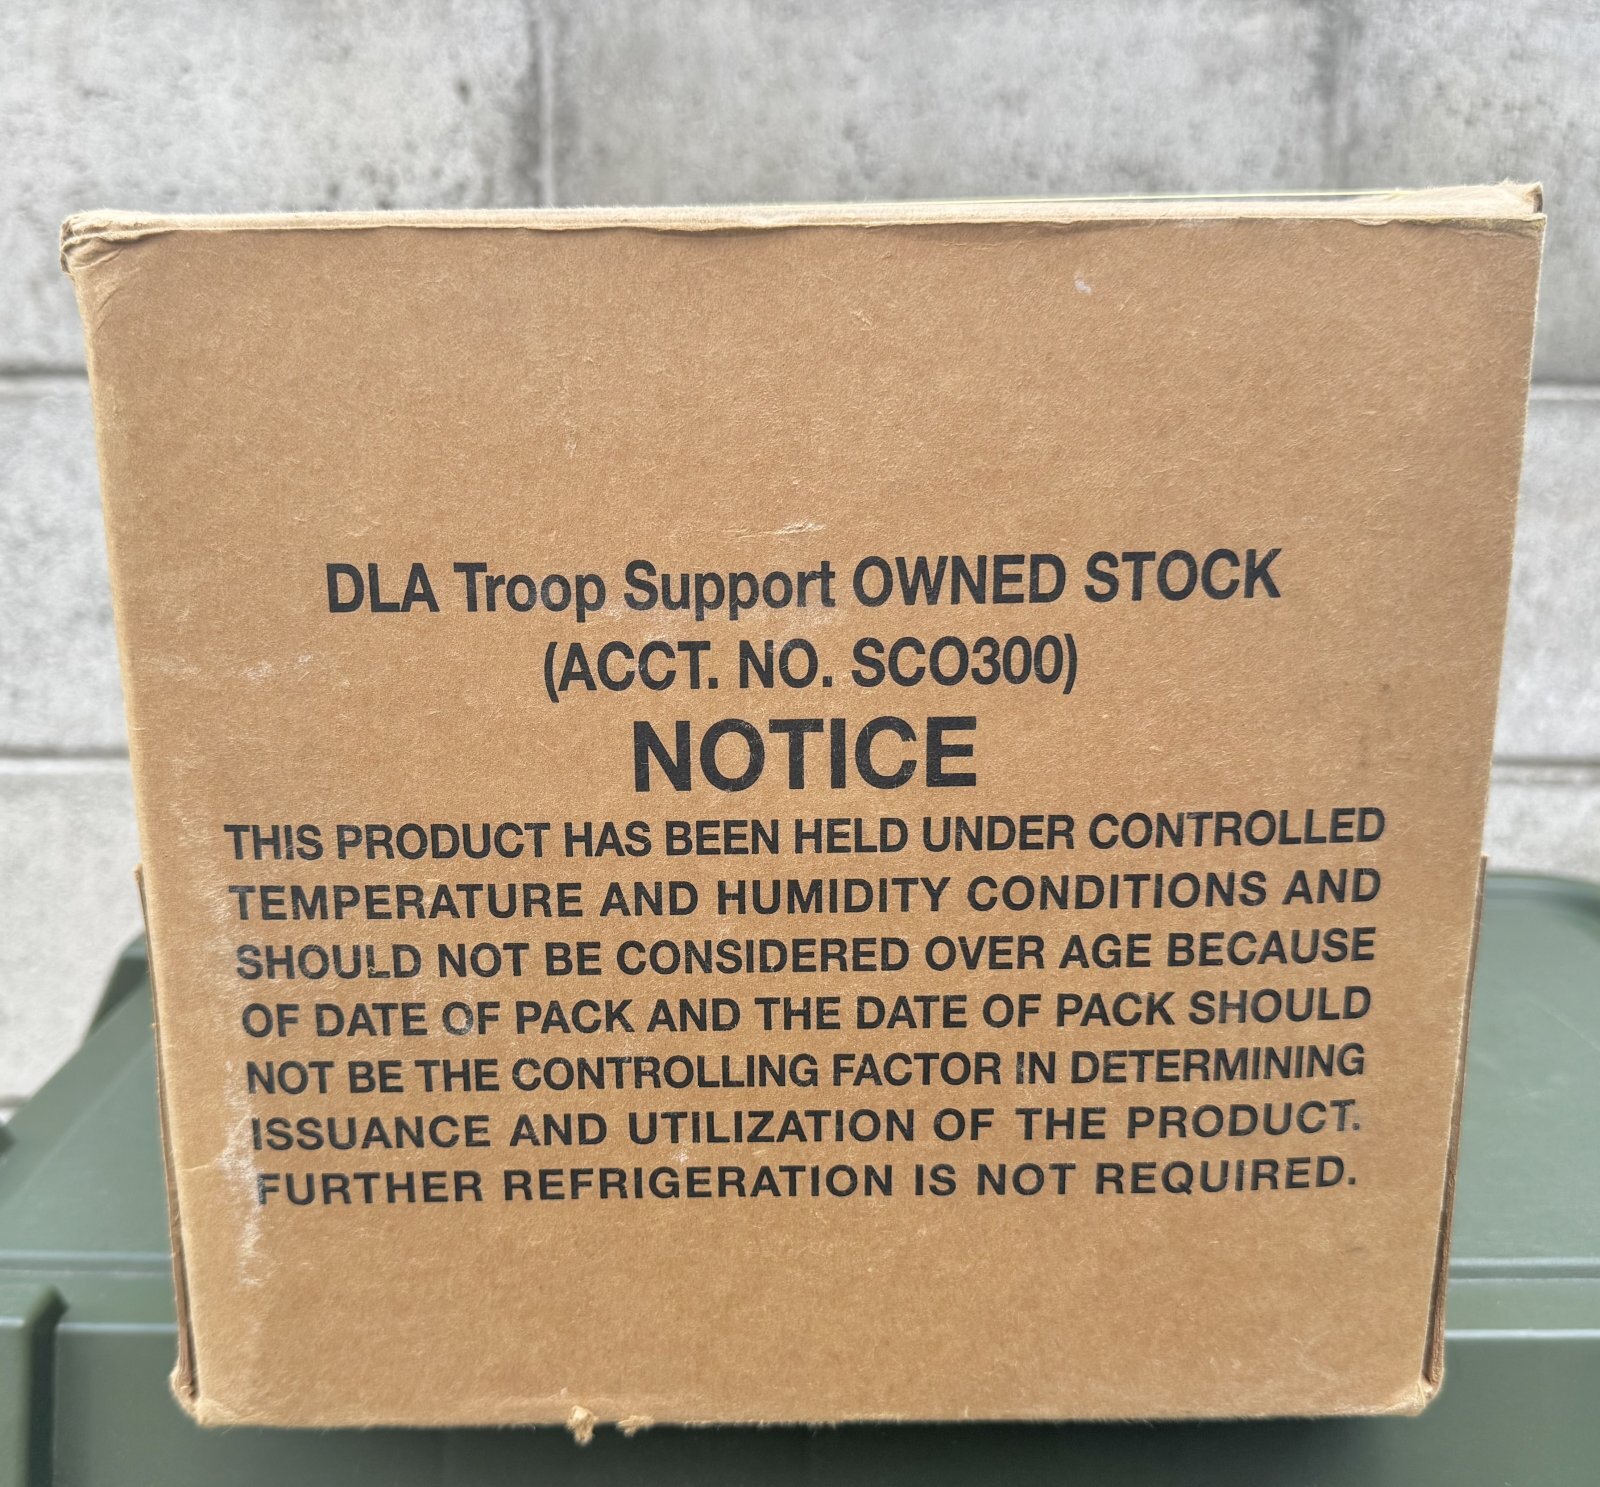 DLA Troop Support OWNED STOCK
(ACCT. NO. SCO300)
NOTICE
THIS PRODUCT HAS BEEN HELD UNDER CONTROLLED
TEMPERATURE AND HUMIDITY CONDITIONS AND
SHOULD NOT BE CONSIDERED OVER AGE BECAUSE
OF DATE OF PACK AND THE DATE OF PACK SHOULD
NOT BE THE CONTROLLING FACTOR IN DETERMINING
ISSUANCE AND UTILIZATION OF THE PRODUCT.
FURTHER REFRIGERATION IS NOT REQUIRED.